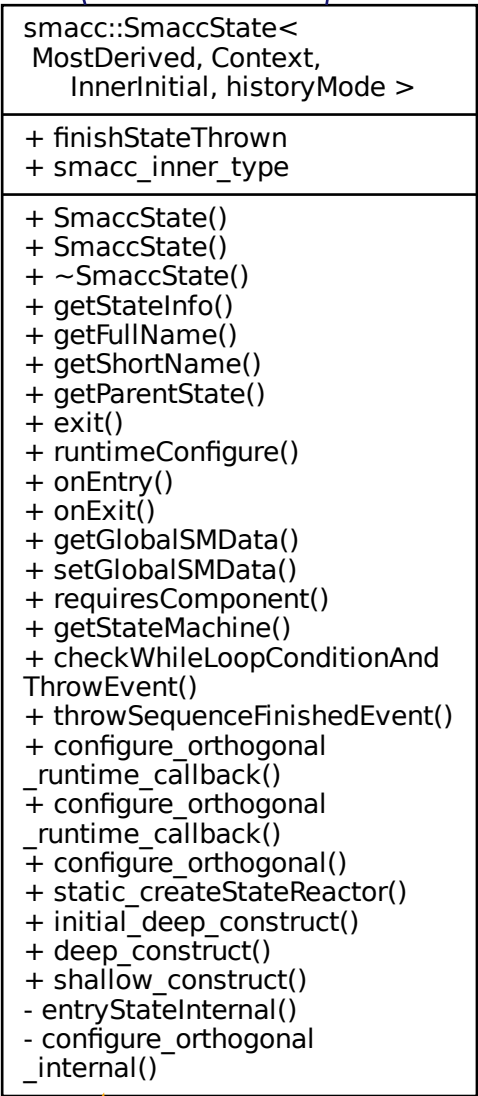 smacc::SmaccState<
MostDerived, Context,
InnerInitial, historyMode >
+ finishStateThrown
+ smacc_inner_type
+ SmaccState()
+ SmaccState()
+ ~SmaccState()
+ getStateInfo()
+ getFullName()
+ getShortName()
+ getParentState()
+ exit()
+ runtimeConfigure()
+ onEntry()
+ onExit()
+ getGlobalSMData()
+ setGlobalSMData()
+ requiresComponent()
+ getStateMachine()
+ checkWhileLoopConditionAnd
ThrowEvent()
+ throwSequenceFinishedEvent()
+ configure_orthogonal
_runtime_callback()
+ configure_orthogonal
_runtime_callback()
+ configure_orthogonal()
+ static_createStateReactor()
+ initial_deep_construct()
+ deep_construct()
+ shallow_construct()
- entryStateInternal()
- configure_orthogonal
_internal()